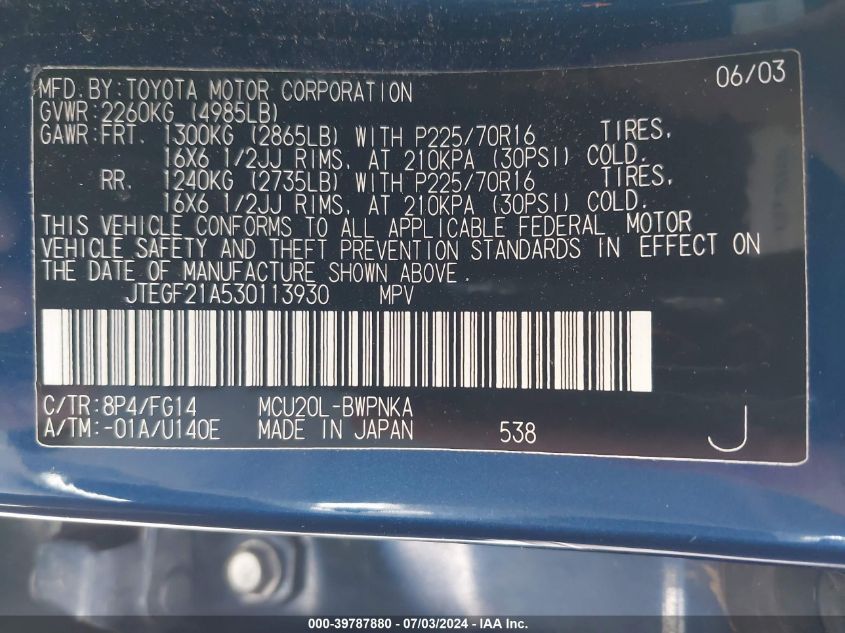 06/03
MFD. BY: TOYOTA MOTOR CORPORATION
GVWR: 2260KG (4985LB)
GAWR: FRT. 1300KG (2865LB) WITH P225/70R16 TIRES,
16X6 1/2JJ RIMS, AT 210KPA (30PSI) COLD.
RR. 1240KG (2735LB) WITH P225/70R16 TIRES,
16X6 1/2JJ RIMS, AT 210KPA (30PSI) COLD.
THIS VEHICLE CONFORMS TO ALL APPLICABLE FEDERAL MOTOR
VEHICLE SAFETY AND THEFT PREVENTION STANDARDS IN EFFECT ON
THE DATE OF MANUFACTURE SHOWN ABOVE.
JTEGF21A530113930 MPV
C/TR: 8P4/FG14 MCU20L-BWPNKA
A/TM: -01A/U140E MADE IN JAPAN 538 J
000-39787880 - 07/03/2024 - IAA Inc.